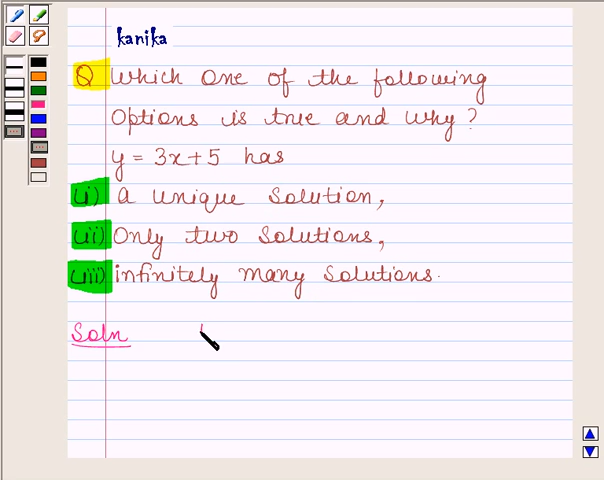 kanika
Q Which one of the following
Options is true and why?
y = 3x+5 has
(i) a unique solution,
(ii) Only two solutions,
(iii) infinitely many solutions.
Soln